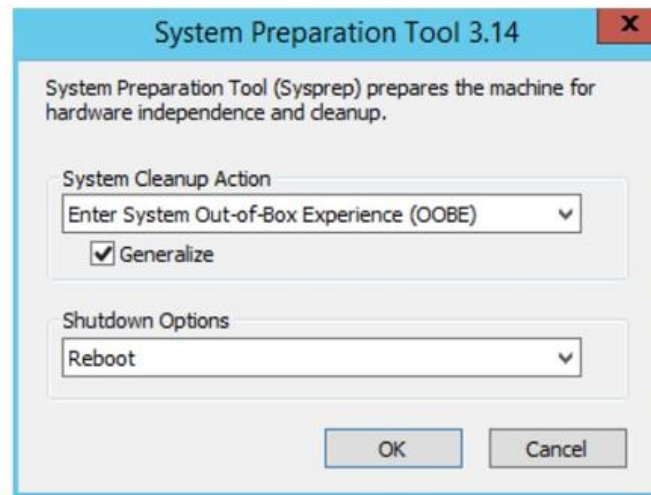 System Preparation Tool 3.14
x
System Preparation Tool (Sysprep) prepares the machine for
hardware independence and cleanup.
System Cleanup Action
Enter System Out-of-Box Experience (OOBE)
Generalize
Shutdown Options
Reboot
OK Cancel